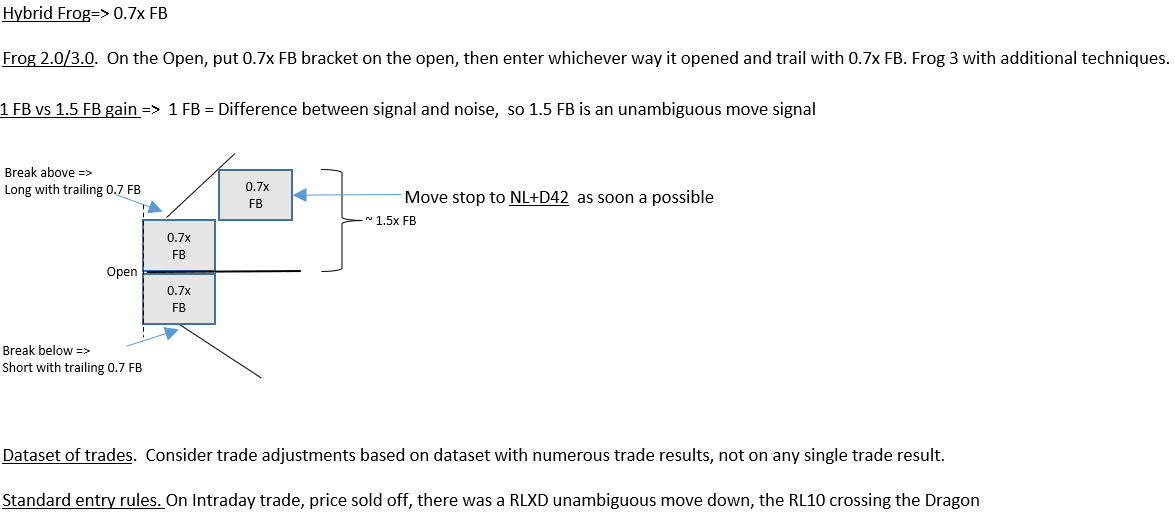 Hybrid Frog=> 0.7x FB
Frog 2.0/3.0. On the Open, put 0.7x FB bracket on the open, then enter whichever way it opened and trail with 0.7x FB. Frog 3 with additional techniques.
1 FB vs 1.5 FB gain => 1 FB = Difference between signal and noise, so 1.5 FB is an unambiguous move signal
Break above =>
Long with trailing 0.7 FB
0.7x
FB
Move stop to NL+D42 as soon a possible
~ 1.5x FB
0.7x
FB
Open
0.7x
FB
Break below =>
Short with trailing 0.7 FB
Dataset of trades. Consider trade adjustments based on dataset with numerous trade results, not on any single trade result.
Standard entry rules. On Intraday trade, price sold off, there was a RLXD unambiguous move down, the RL10 crossing the Dragon